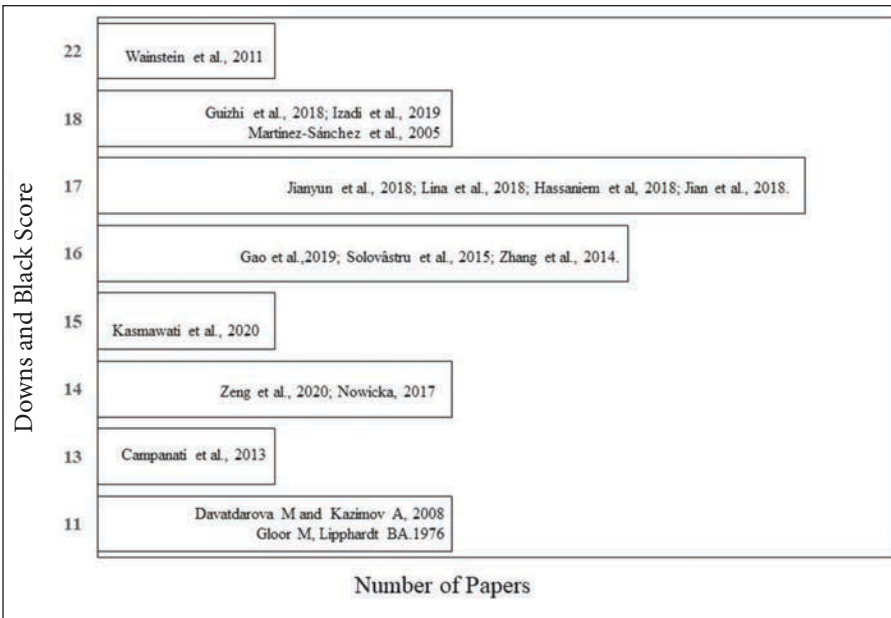 Downs and Black Score
22
Wainstein et al., 2011
18
Guizhi et al., 2018; Izadi et al., 2019
Martinez-Sánchez et al., 2005
17
Jianyun et al., 2018; Lina et al., 2018; Hassaniem et al, 2018; Jian et al., 2018.
16
Gao et al.,2019; Solovâstru et al., 2015; Zhang et al., 2014.
15
Kasmawati et al., 2020
14
Zeng et al., 2020; Nowicka, 2017
13
Campanati et al., 2013
11
Davatdarova M and Kazimov A, 2008
Gloor M, Lipphardt BA.1976
Number of Papers